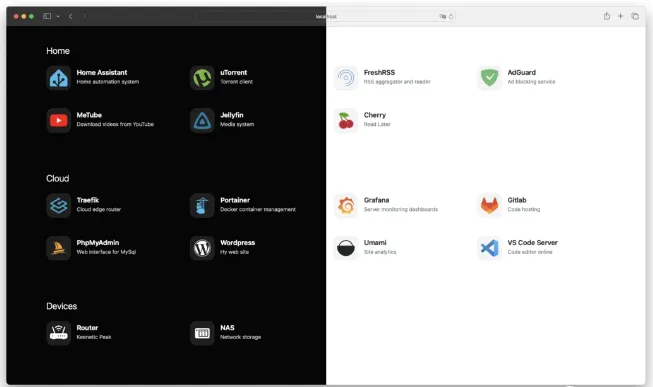 localhost
Home
Home Assistant
Home automation system
uTorrent
Torrent client
FreshRSS
RSS aggregator and reader
AdGuard
Ad blocking service
MeTube
Download videos from YouTube
Jellyfin
Media system
Cherry
Read Later
Cloud
Traefik
Cloud edge router
Portainer
Docker container management
Grafana
Server monitoring dashboards
Gitlab
Code hosting
PhpMyAdmin
Web interface for MySql
Wordpress
My web site
Umami
Site analytics
VS Code Server
Code editor online
Devices
Router
Keenetic Peak
NAS
Network storage